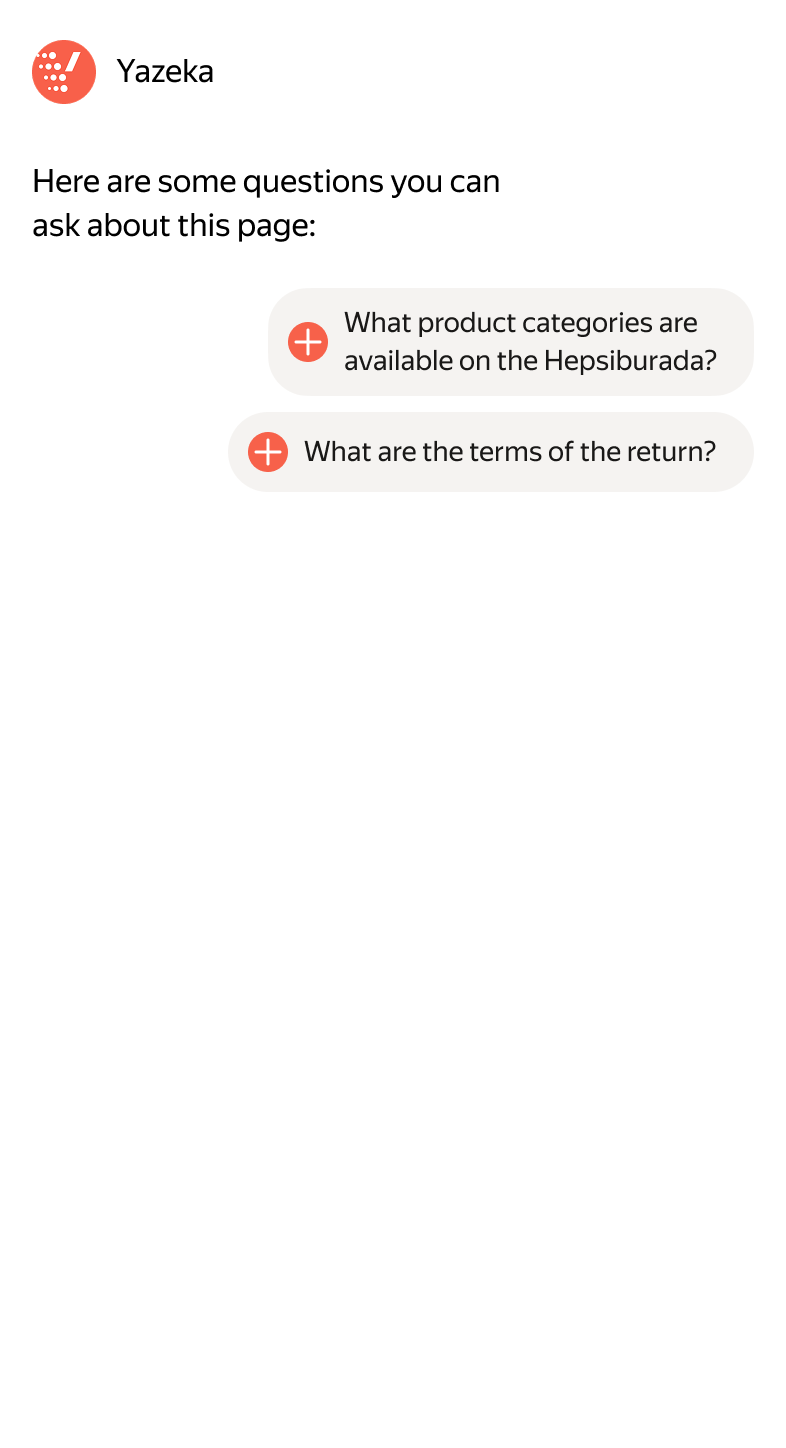 Yazeka
Here are some questions you can
ask about this page:
What product categories are
available on the Hepsiburada?
What are the terms of the return?